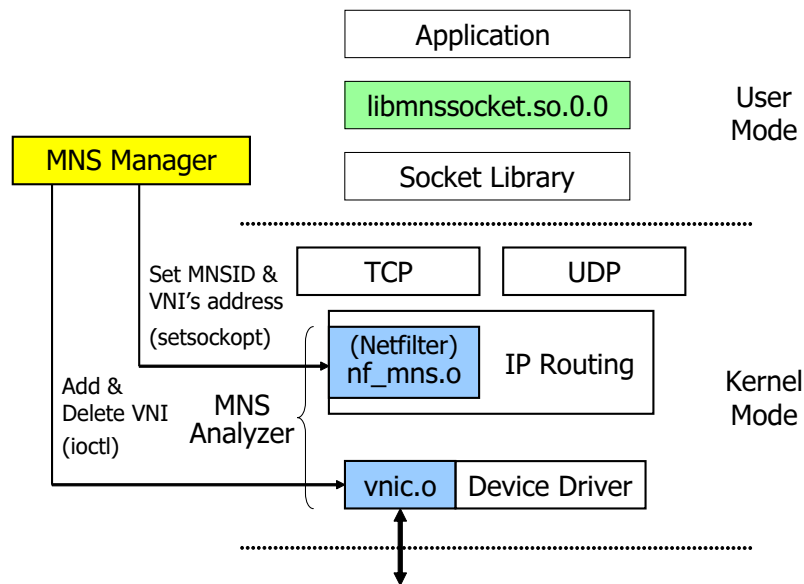 Application
libmnssocket.so.0.0
User
Mode
MNS Manager
Socket Library
Set MNSID &
VNI's address
(setsockopt)
TCP
UDP
(Netfilter)
nf_mns.o
IP Routing
Add &
Delete VNI
(ioctl)
MNS
Analyzer
Kernel
Mode
vnic.o
Device Driver